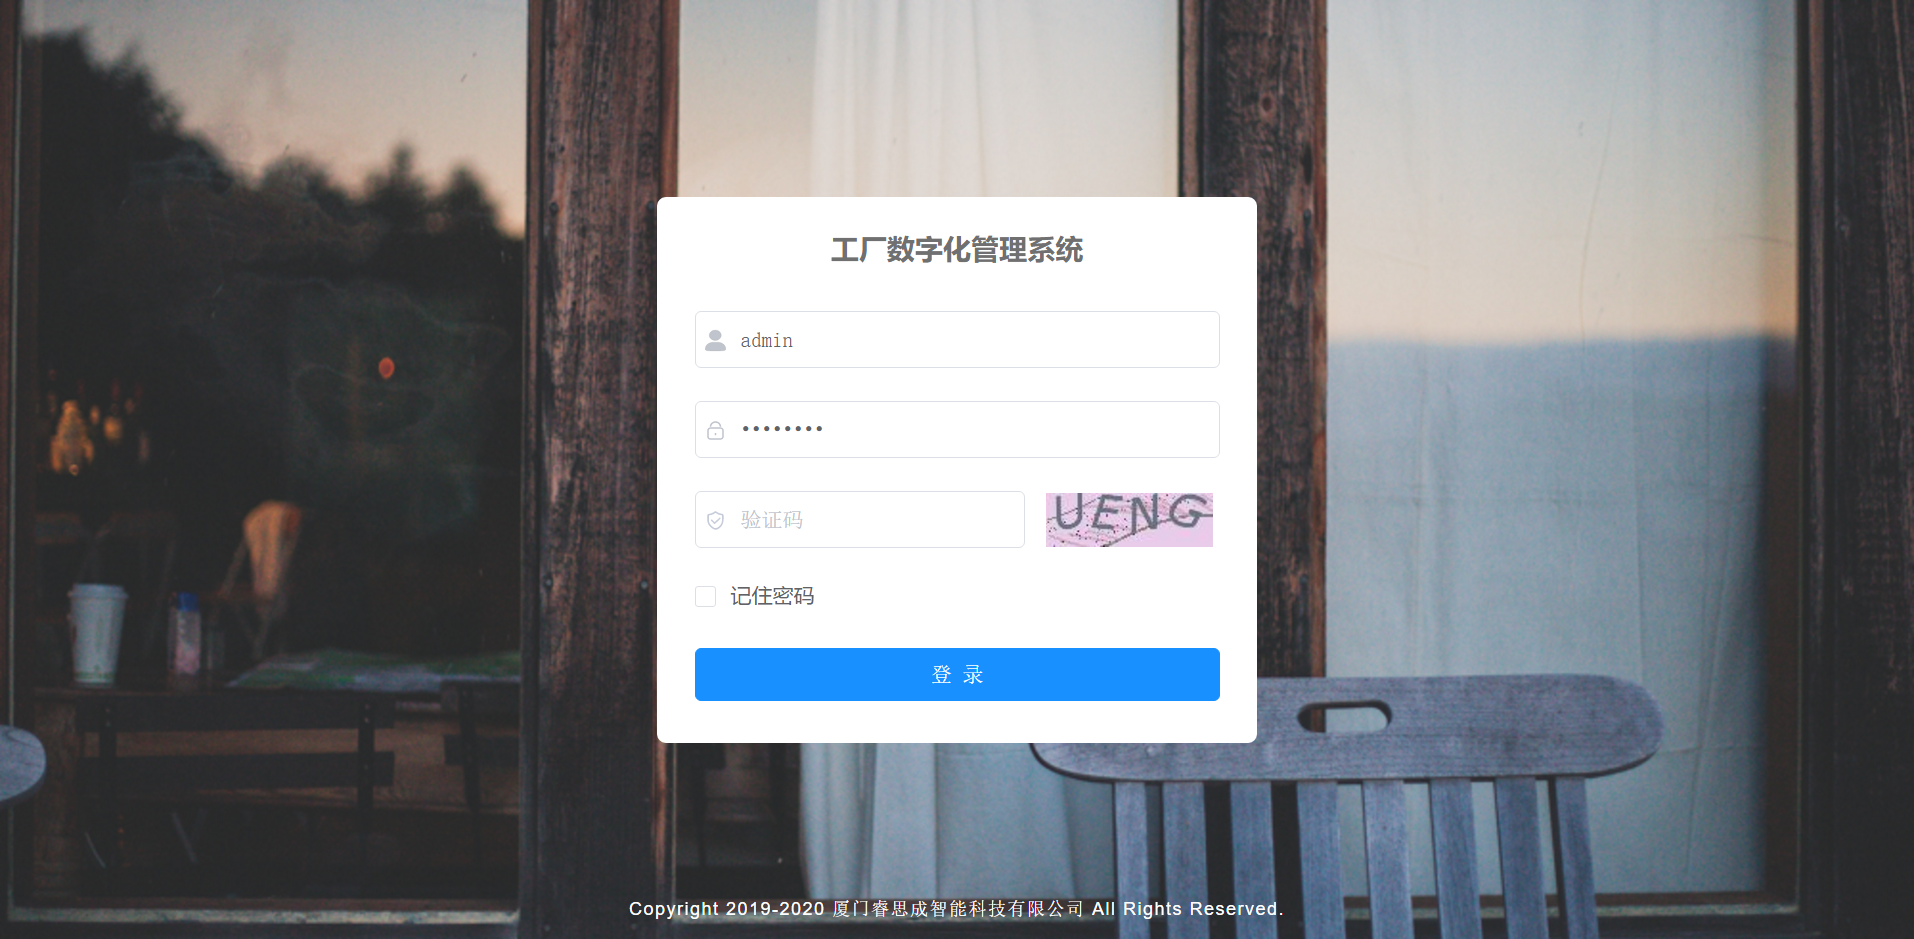 工厂数字化管理系统
admin
••••••••
验证码
UENG
记住密码
登 录
Copyright 2019-2020 厦门睿思成智能科技有限公司 All Rights Reserved.